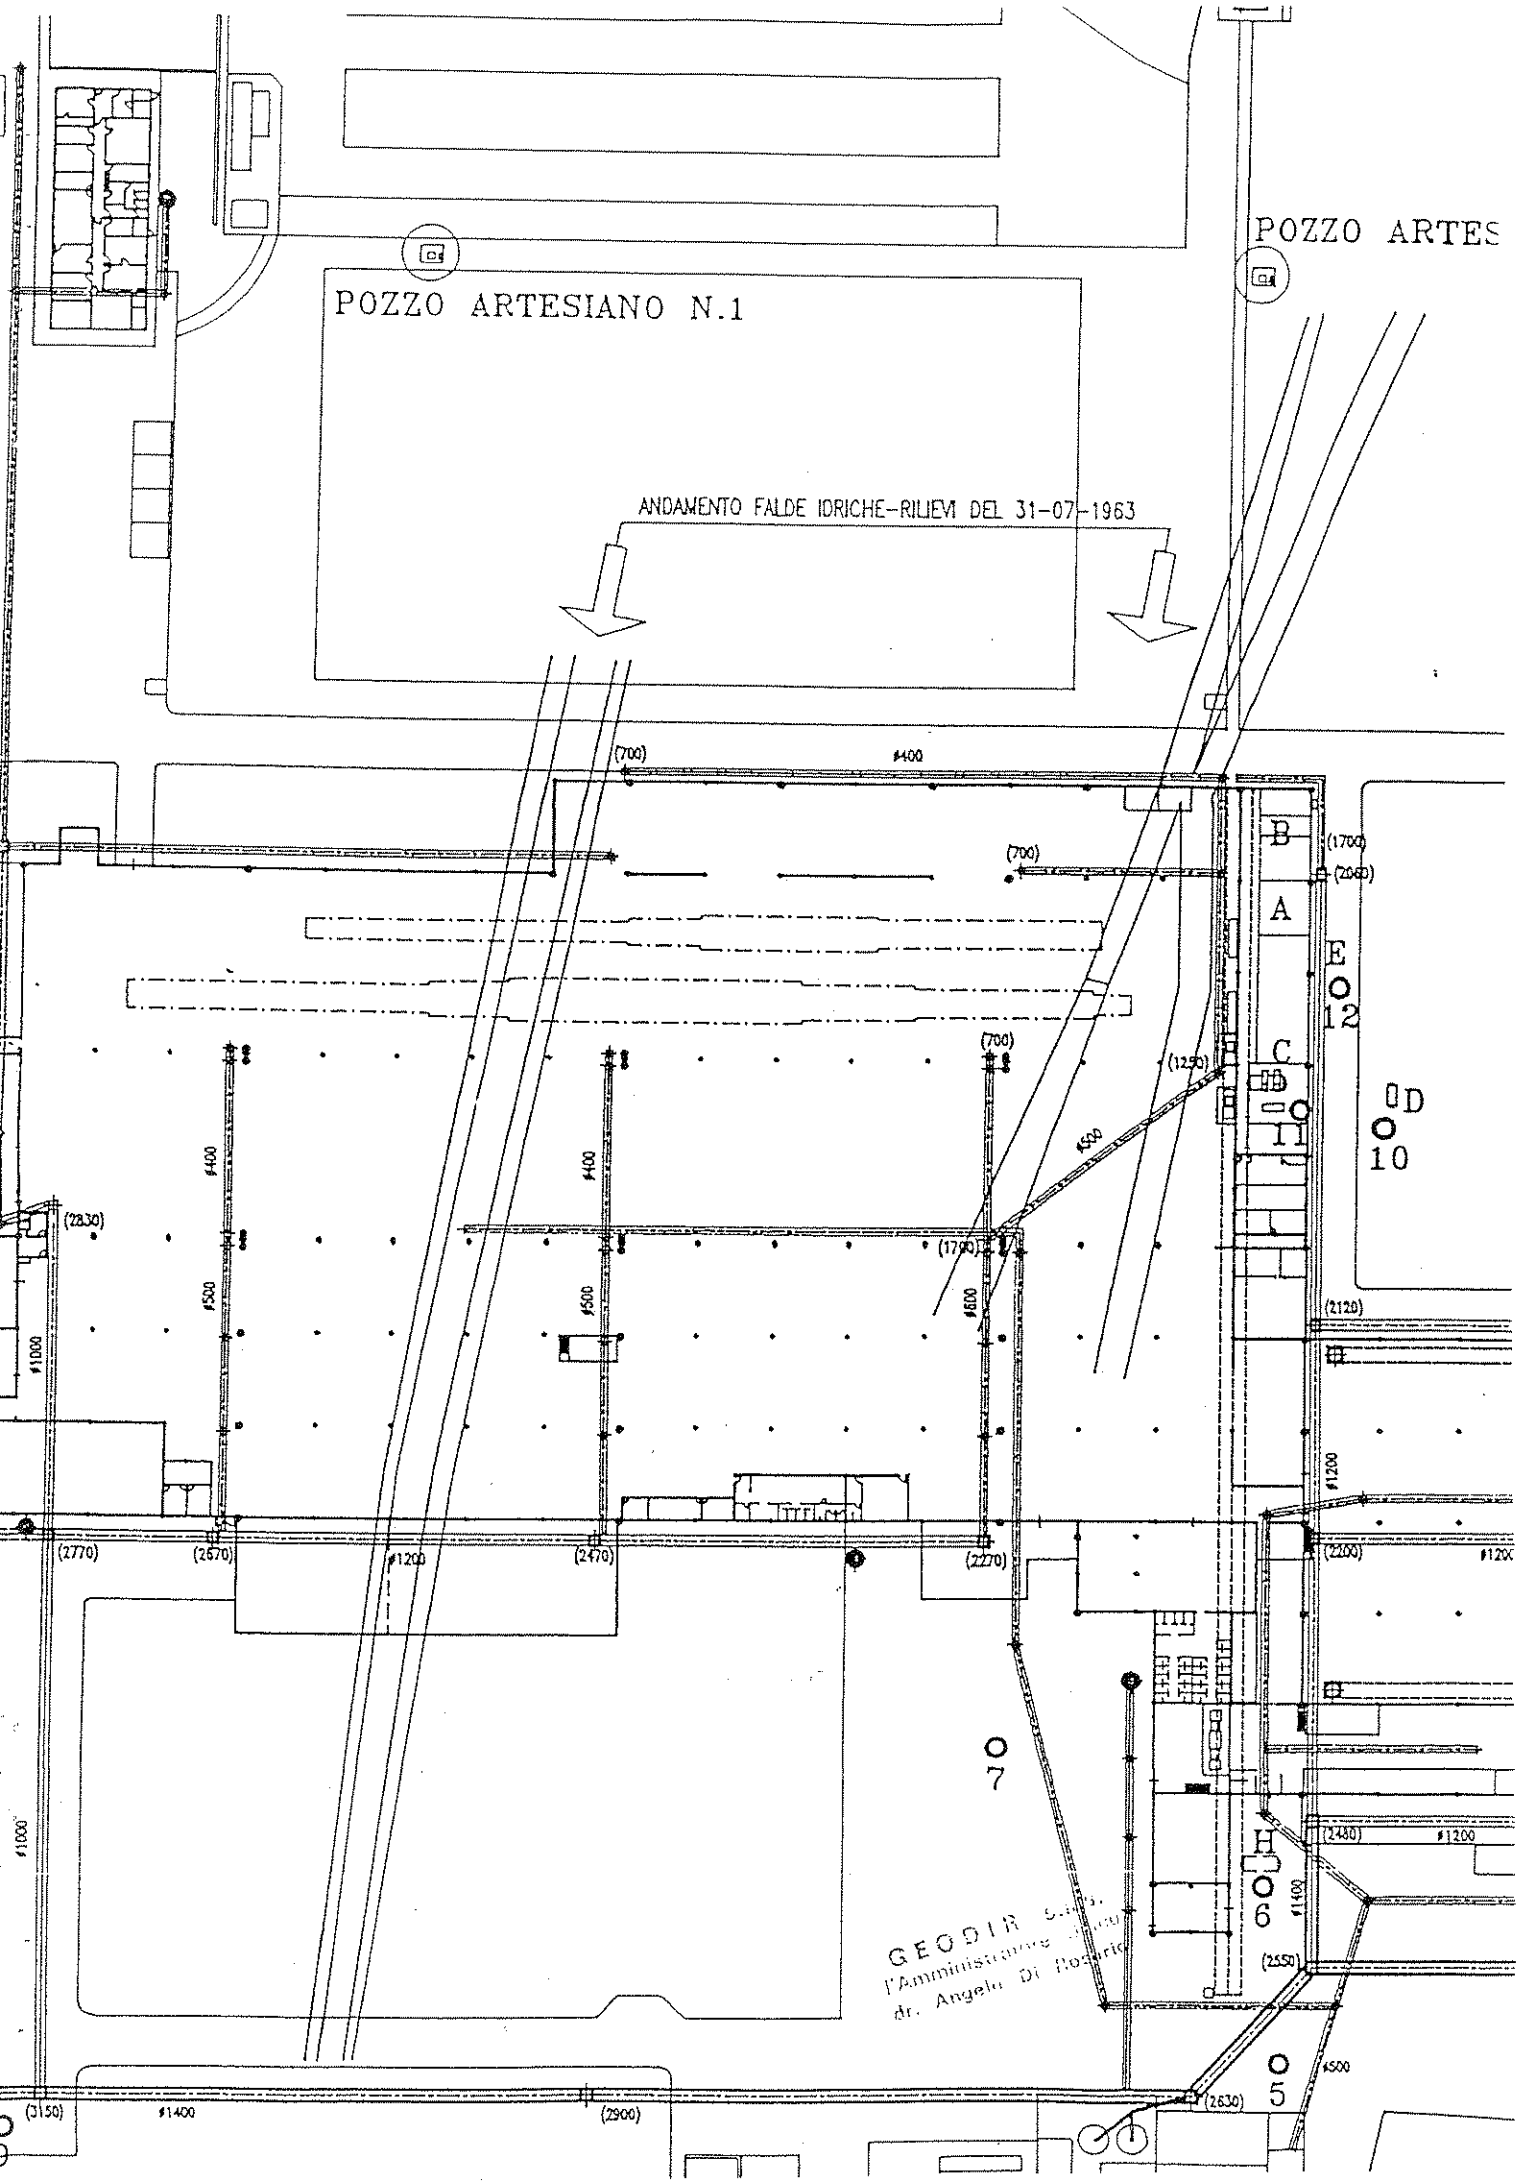 POZZO ARTES
POZZO ARTESIANO N.1
ANDAMENTO FALDE IDRICHE-RILIEVI DEL 31-07-1963
(700)
ø400
B
(1700)
(700)
(2060)
A
E
12
(700)
C
(1250)
D
11
10
ø500
ø400
ø400
(2830)
(1700)
ø500
ø500
ø600
(2120)
ø1000
ø1200
(2770)
(2670)
ø1200
(2470)
(2270)
(2200)
ø1200
7
ø1000
(2480)
ø1200
H
6
ø1400
GEODIR
l'Amministratore
dr. Angelo Di Rosario
(2550)
5
ø500
(3150)
ø1400
(2900)
(2630)